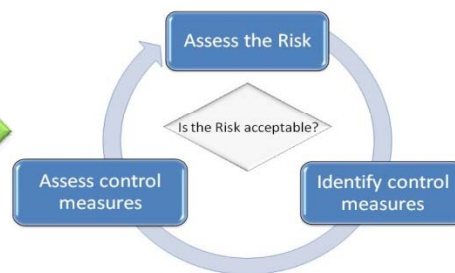 Assess the Risk
Is the Risk acceptable?
Assess control
measures
Identify control
measures